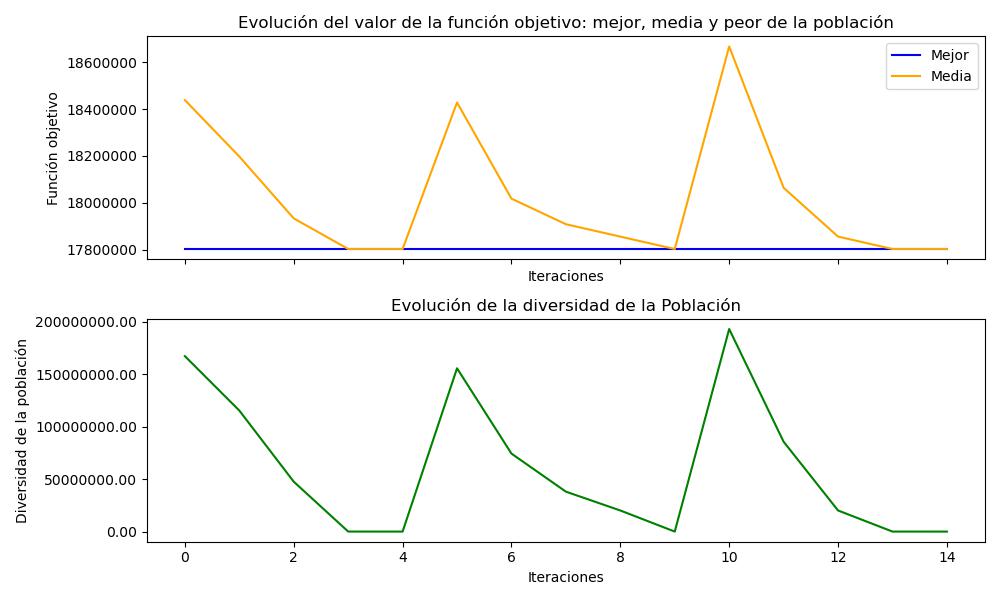 Evolución del valor de la función objetivo: mejor, media y peor de la población
18600000
18400000
18200000
18000000
17800000
Función objetivo
Mejor
Media
Iteraciones
Evolución de la diversidad de la Población
200000000.00
150000000.00
100000000.00
50000000.00
0.00
Diversidad de la población
0 2 4 6 8 10 12 14
Iteraciones